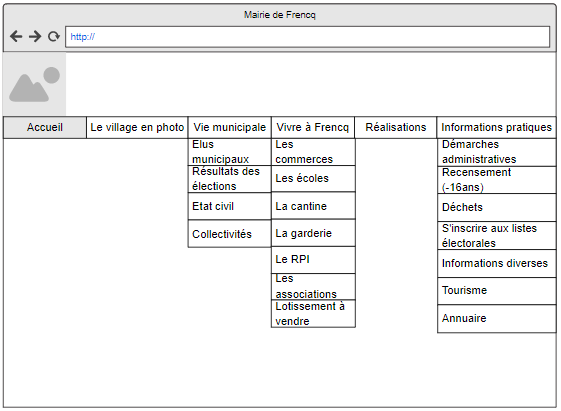 Mairie de Frencq
http://
Accueil
Le village en photo
Vie municipale
Vivre à Frencq
Réalisations
Informations pratiques
Elus
municipaux
Résultats des
élections
Etat civil
Collectivités
Les
commerces
Les écoles
La cantine
La garderie
Le RPI
Les
associations
Lotissement à
vendre
Démarches
administratives
Recensement
(-16ans)
Déchets
S'inscrire aux listes
électorales
Informations diverses
Tourisme
Annuaire